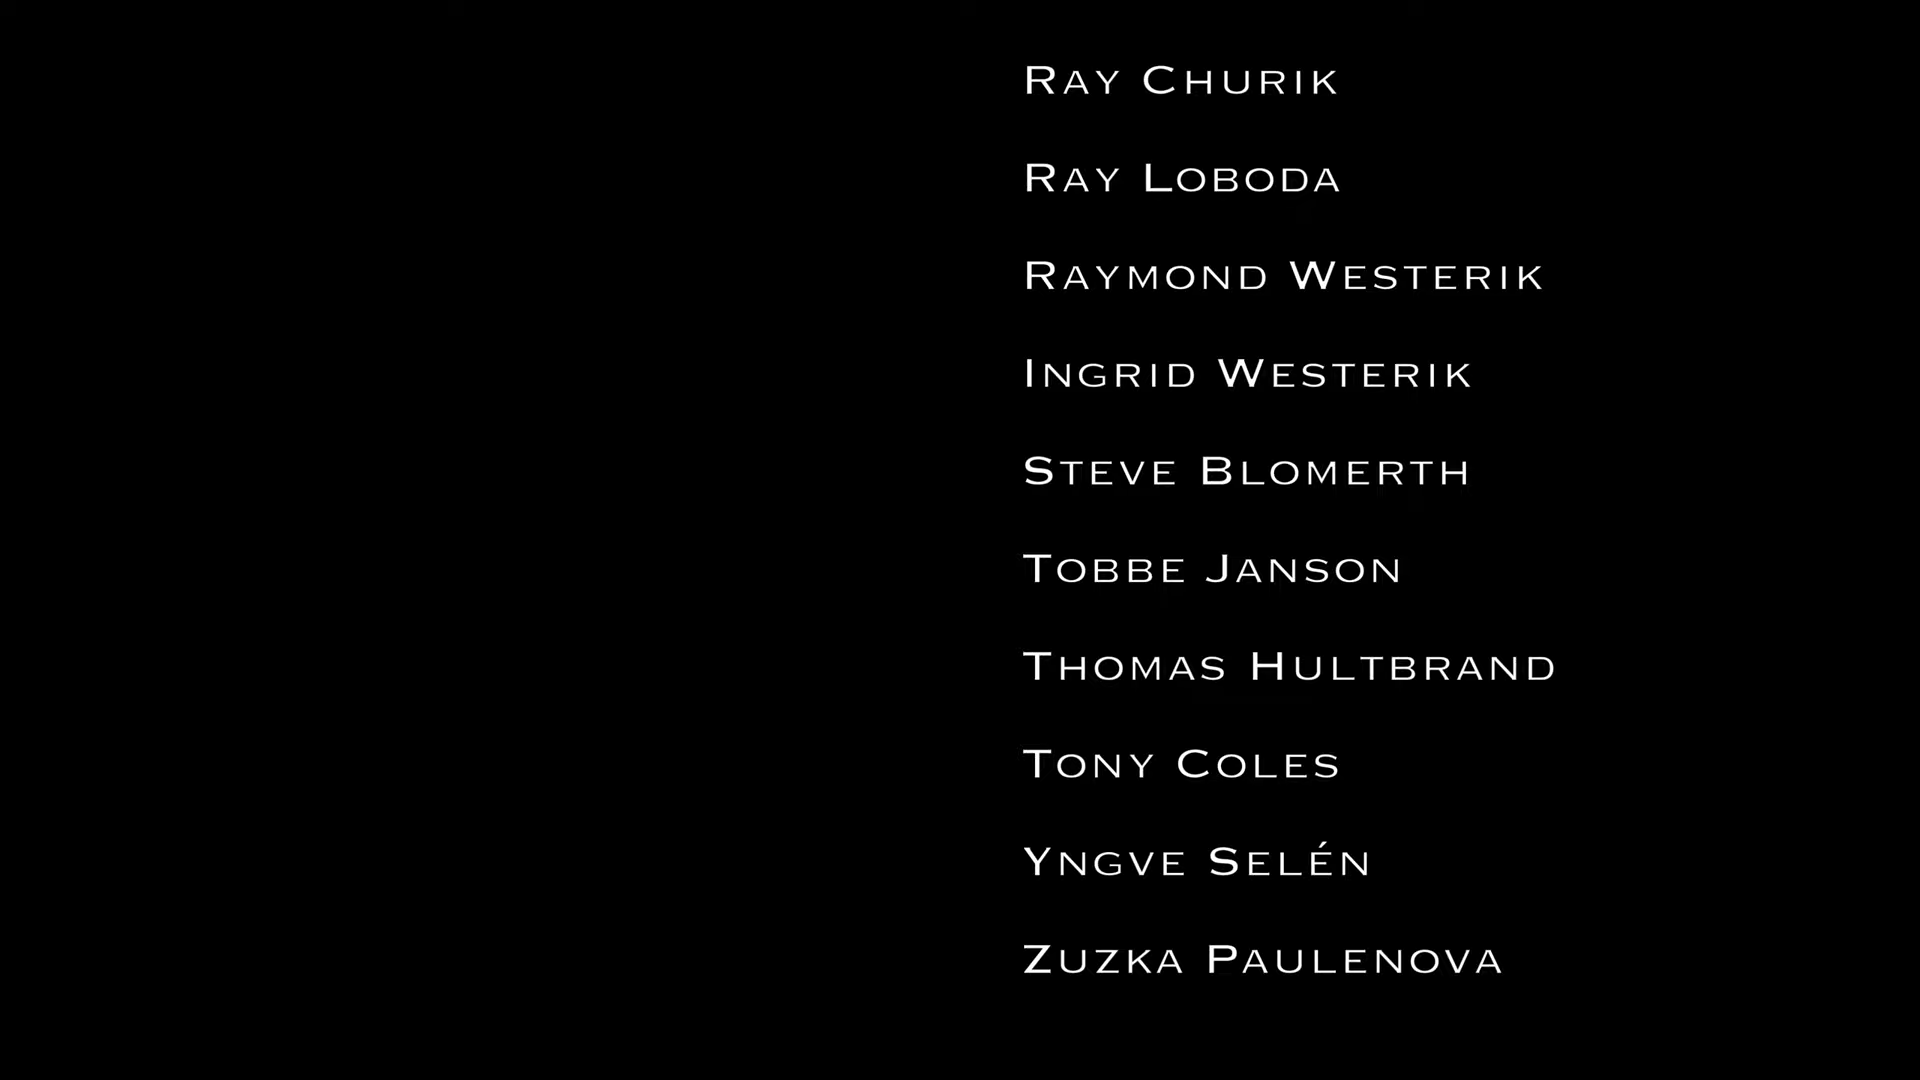 Ray Churik
Ray Loboda
Raymond Westerik
Ingrid Westerik
Steve Blomerth
Tobbe Janson
Thomas Hultbrand
Tony Coles
Yngve Selén
Zuzka Paulenova